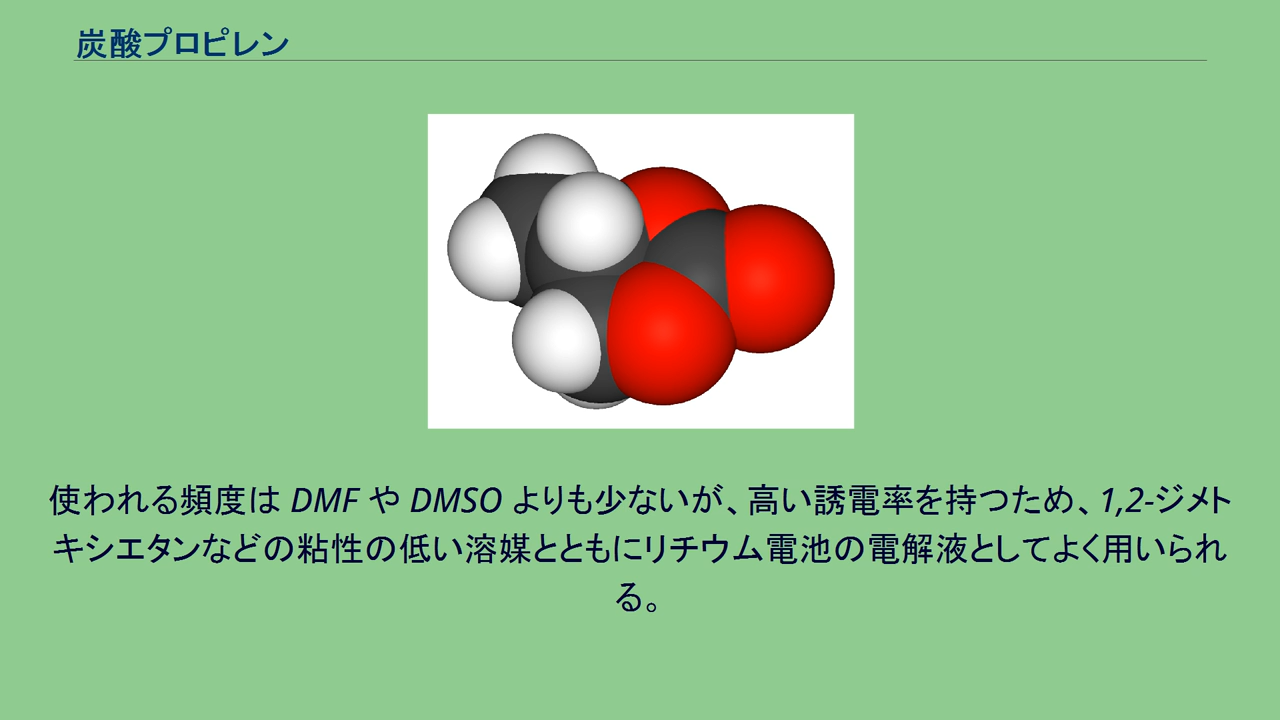 炭酸プロピレン
使われる頻度は DMF や DMSO よりも少ないが、高い誘電率を持つため、1,2-ジメト
キシエタンなどの粘性の低い溶媒とともにリチウム電池の電解液としてよく用いられ
る。